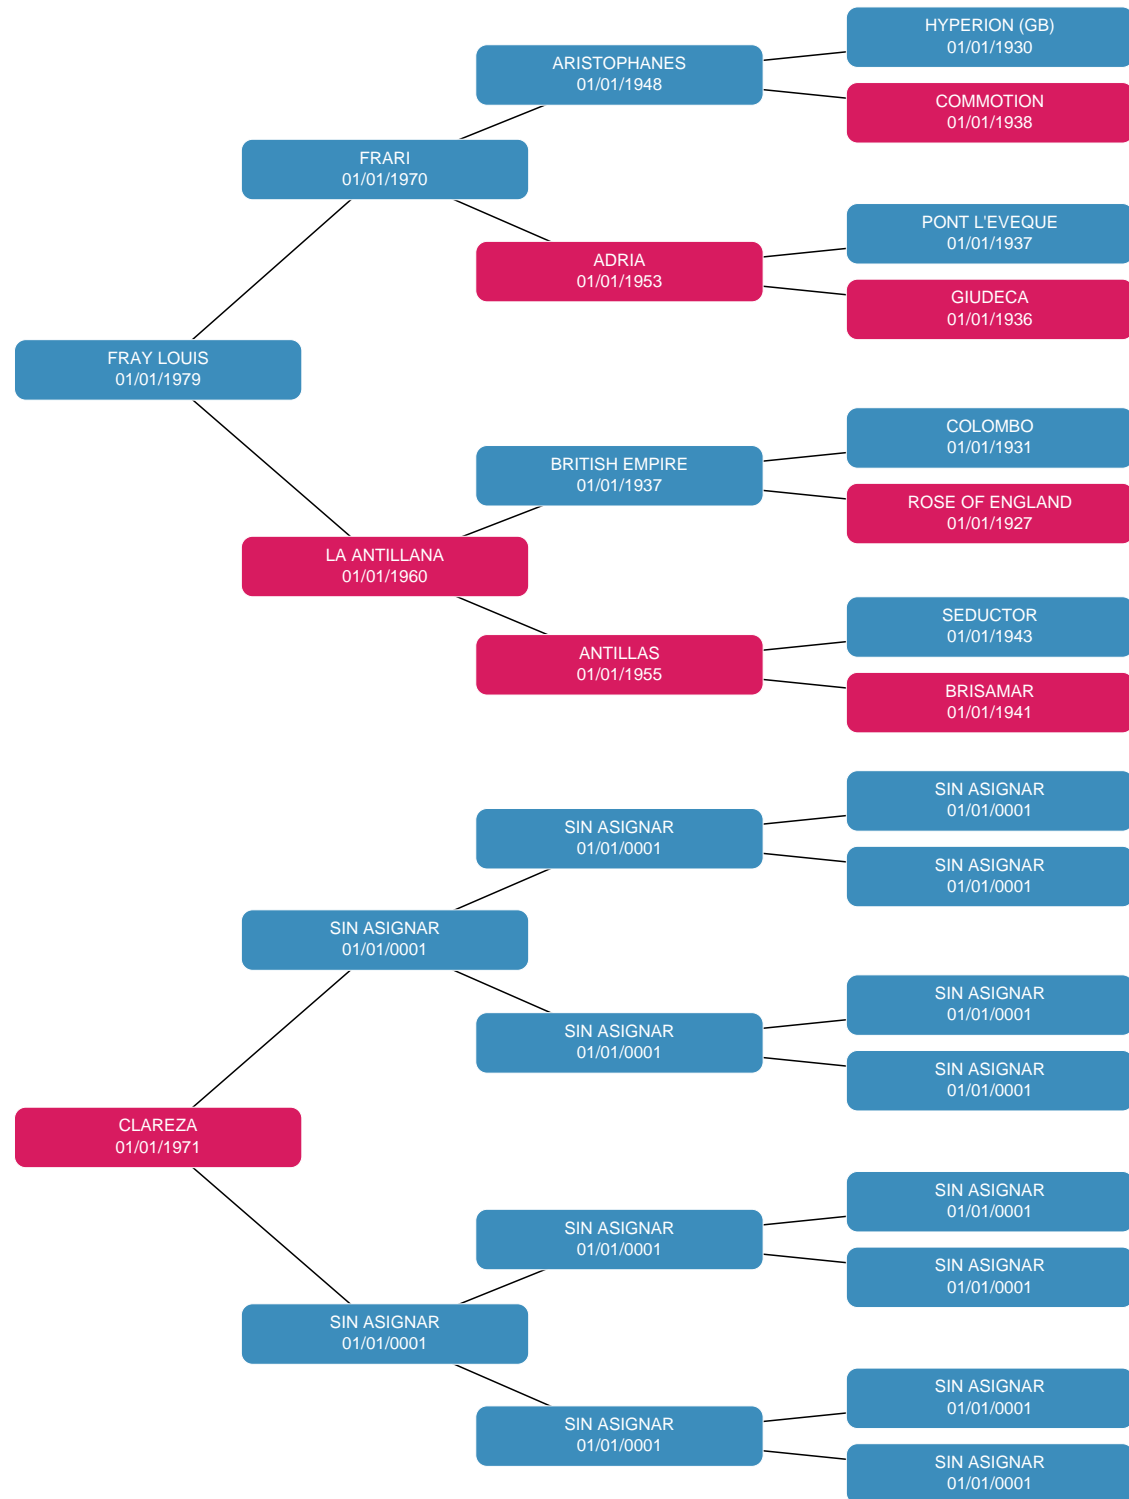 HYPERION (GB)
01/01/1930
ARISTOPHANES
01/01/1948
COMMOTION
01/01/1938
FRARI
01/01/1970
PONT L'EVEQUE
01/01/1937
ADRIA
01/01/1953
GIUDECA
01/01/1936
FRAY LOUIS
01/01/1979
COLOMBO
01/01/1931
BRITISH EMPIRE
01/01/1937
ROSE OF ENGLAND
01/01/1927
LA ANTILLANA
01/01/1960
SEDUCTOR
01/01/1943
ANTILLAS
01/01/1955
BRISAMAR
01/01/1941
SIN ASIGNAR
01/01/0001
SIN ASIGNAR
01/01/0001
SIN ASIGNAR
01/01/0001
SIN ASIGNAR
01/01/0001
SIN ASIGNAR
01/01/0001
SIN ASIGNAR
01/01/0001
SIN ASIGNAR
01/01/0001
CLAREZA
01/01/1971
SIN ASIGNAR
01/01/0001
SIN ASIGNAR
01/01/0001
SIN ASIGNAR
01/01/0001
SIN ASIGNAR
01/01/0001
SIN ASIGNAR
01/01/0001
SIN ASIGNAR
01/01/0001
SIN ASIGNAR
01/01/0001